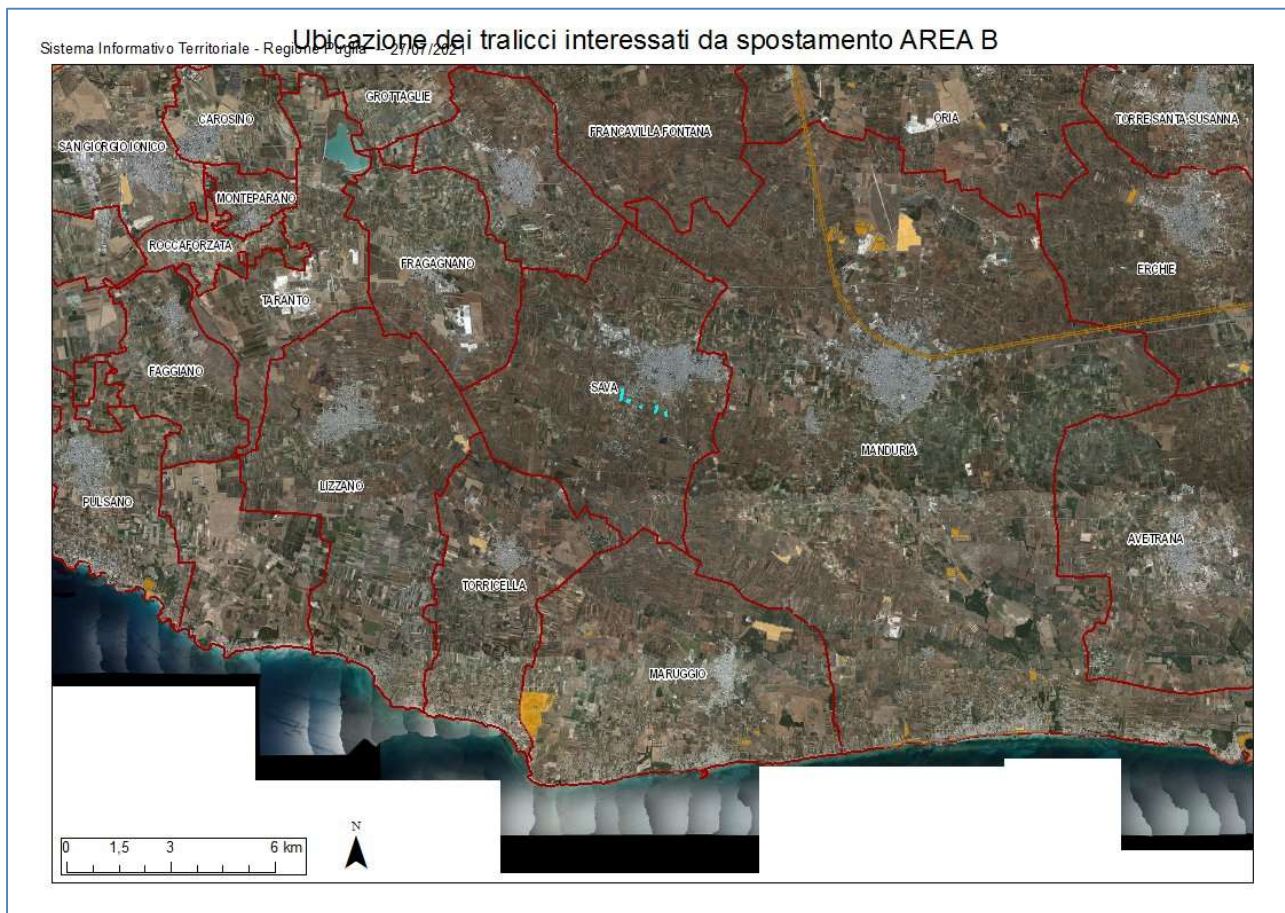 Ubicazione dei tralicci interessati da spostamento AREA B
Sistema Informativo Territoriale - Regione Puglia - 27/07/2021
GROTTAGLIE
CAROSINO
FRANCAVILLA FONTANA
ORIA
TORRE SANTA SUSANNA
SAN GIORGIO IONICO
MONTEPARANO
ROCCAFORZATA
FRAGAGNANO
ERCHIE
TARANTO
FAGGIANO
SAVA
MANDURIA
LIZZANO
PULSANO
AVETRANA
TORRICELLA
MARUGGIO
N
0 1,5 3 6 km